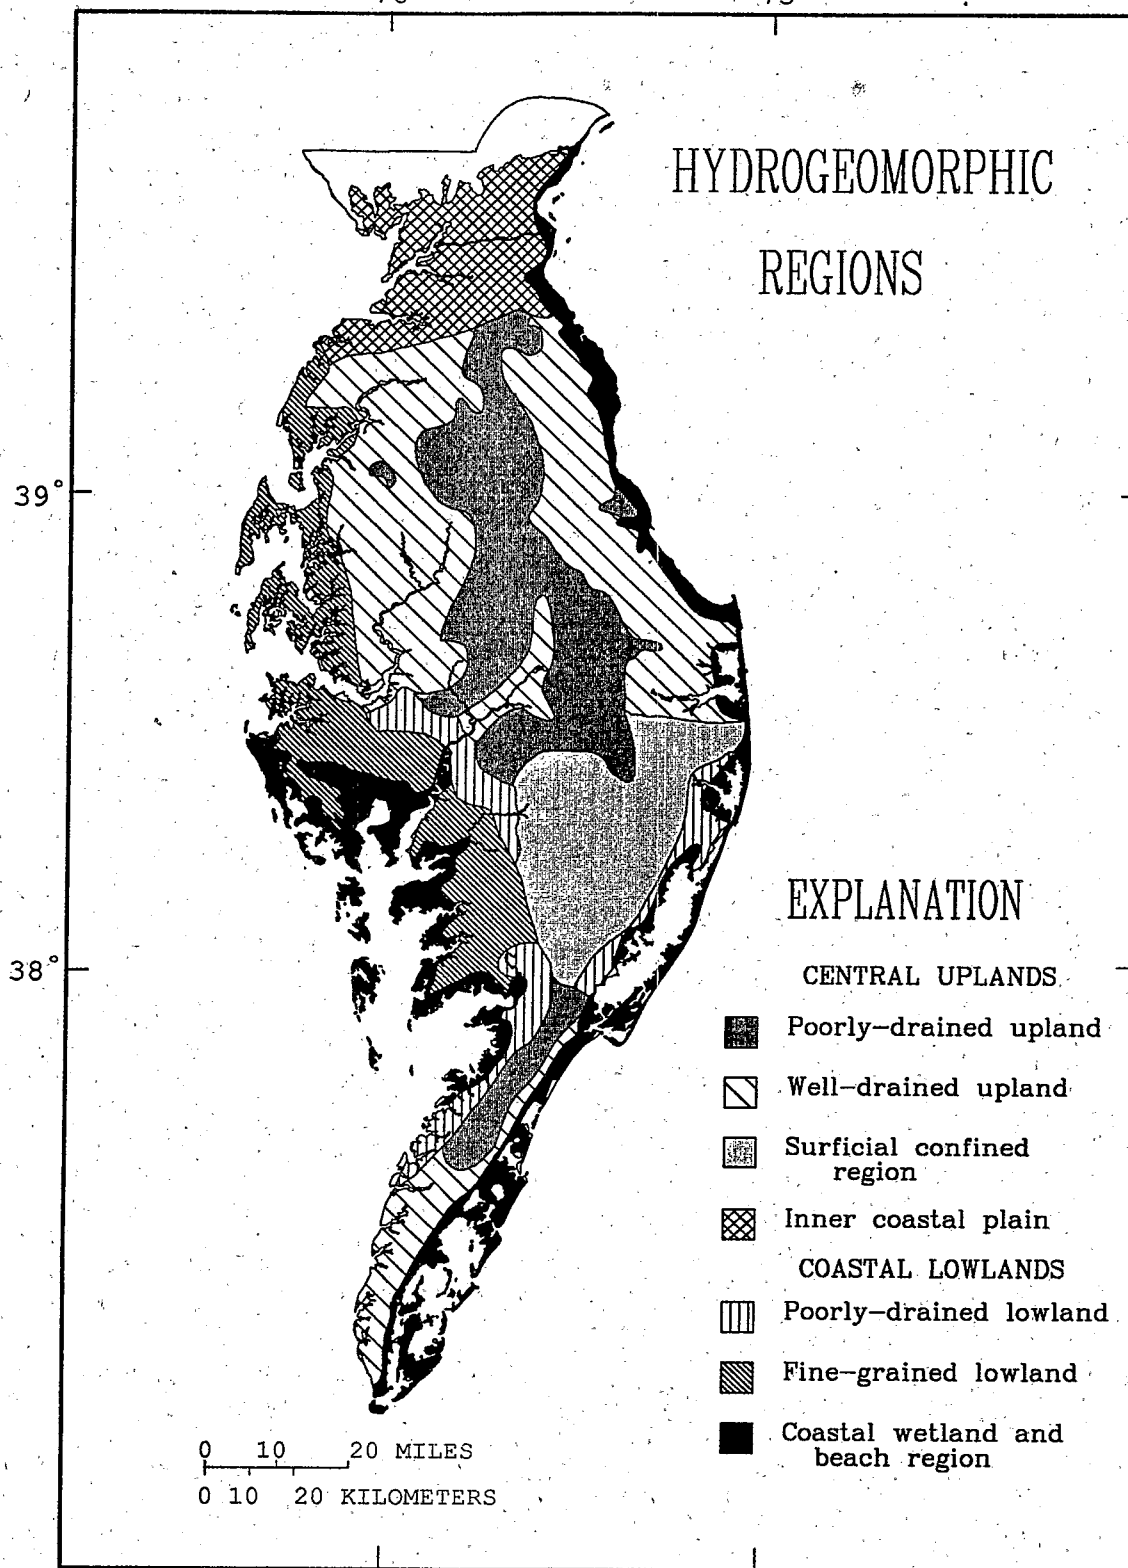 HYDROGEOMORPHIC
REGIONS
39°
38°
EXPLANATION
CENTRAL UPLANDS
Poorly-drained upland
Well-drained upland
Surficial confined
region
Inner coastal plain
COASTAL LOWLANDS
Poorly-drained lowland
Fine-grained lowland
Coastal wetland and
beach region
0 10 20 MILES
0 10 20 KILOMETERS